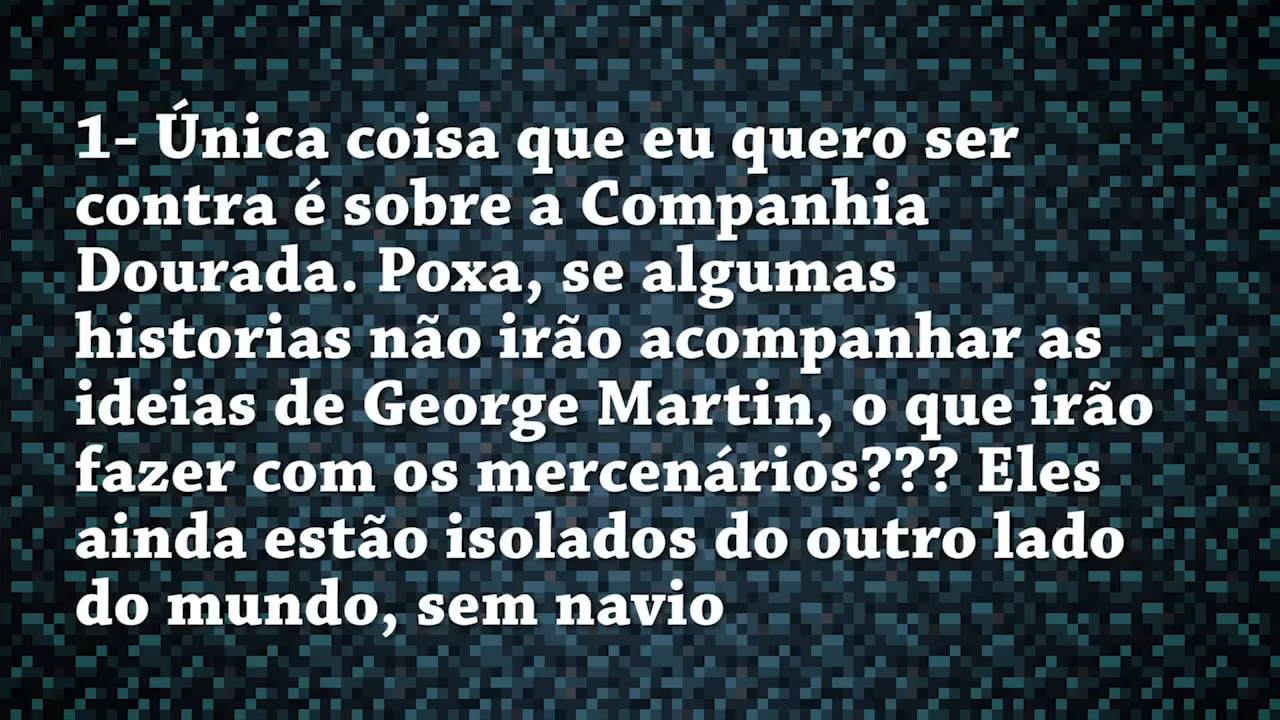 1- Única coisa que eu quero ser
contra é sobre a Companhia
Dourada. Poxa, se algumas
historias não irão acompanhar as
ideias de George Martin, o que irão
fazer com os mercenários??? Eles
ainda estão isolados do outro lado
do mundo, sem navio